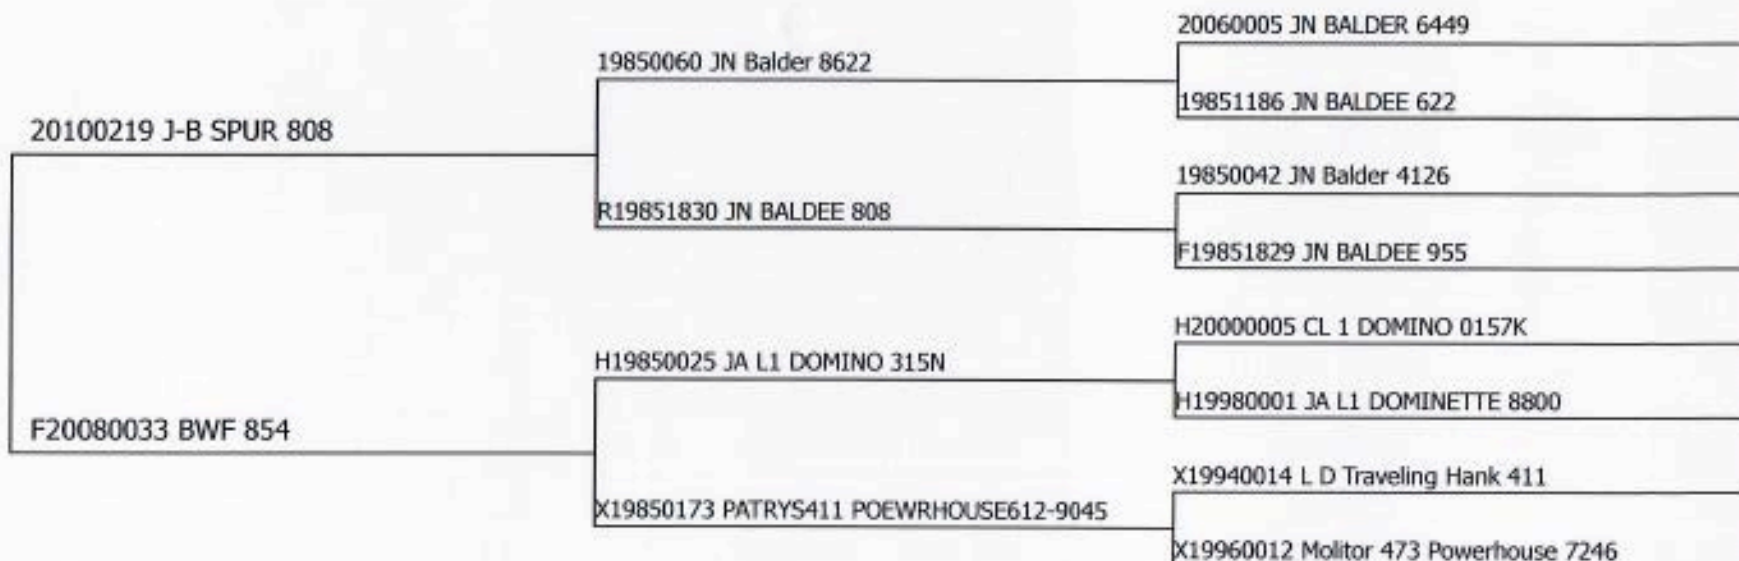 20060005 JN BALDER 6449
19850060 JN Balder 8622
19851186 JN BALDEE 622
20100219 J-B SPUR 808
19850042 JN Balder 4126
R19851830 JN BALDEE 808
F19851829 JN BALDEE 955
H20000005 CL 1 DOMINO 0157K
H19850025 JA L1 DOMINO 315N
H19980001 JA L1 DOMINETTE 8800
F20080033 BWF 854
X19940014 L D Traveling Hank 411
X19850173 PATRYS411 POEWRHOUSE612-9045
X19960012 Molitor 473 Powerhouse 7246